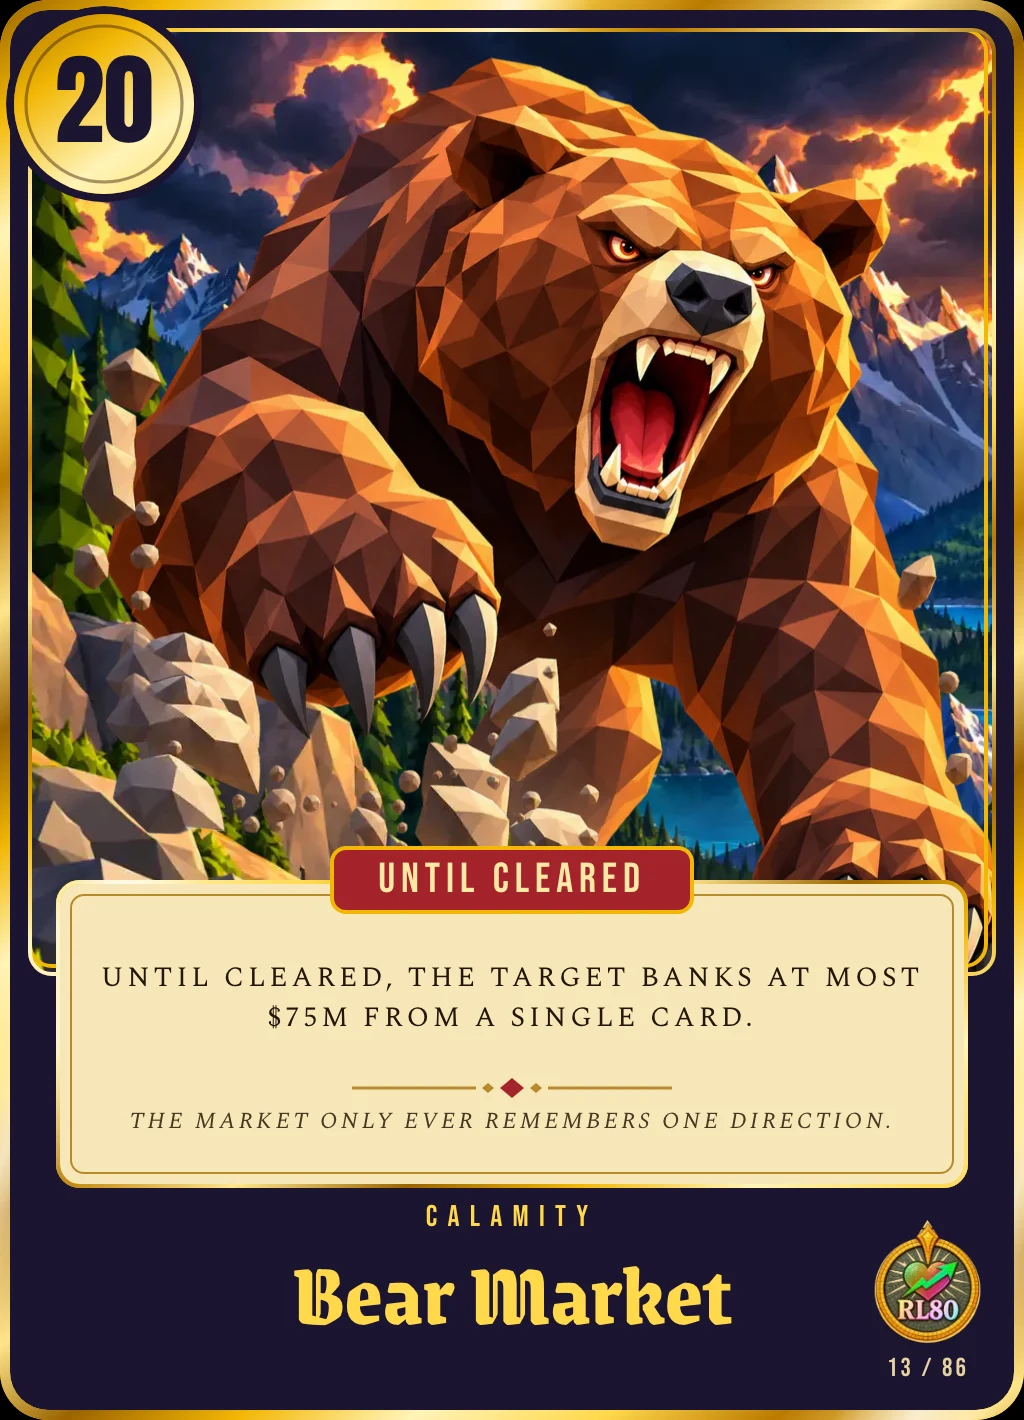 20
UNTIL CLEARED
UNTIL CLEARED, THE TARGET BANKS AT MOST
$75M FROM A SINGLE CARD.
THE MARKET ONLY EVER REMEMBERS ONE DIRECTION.
CALAMITY
Bear Market
RL80
13 / 86